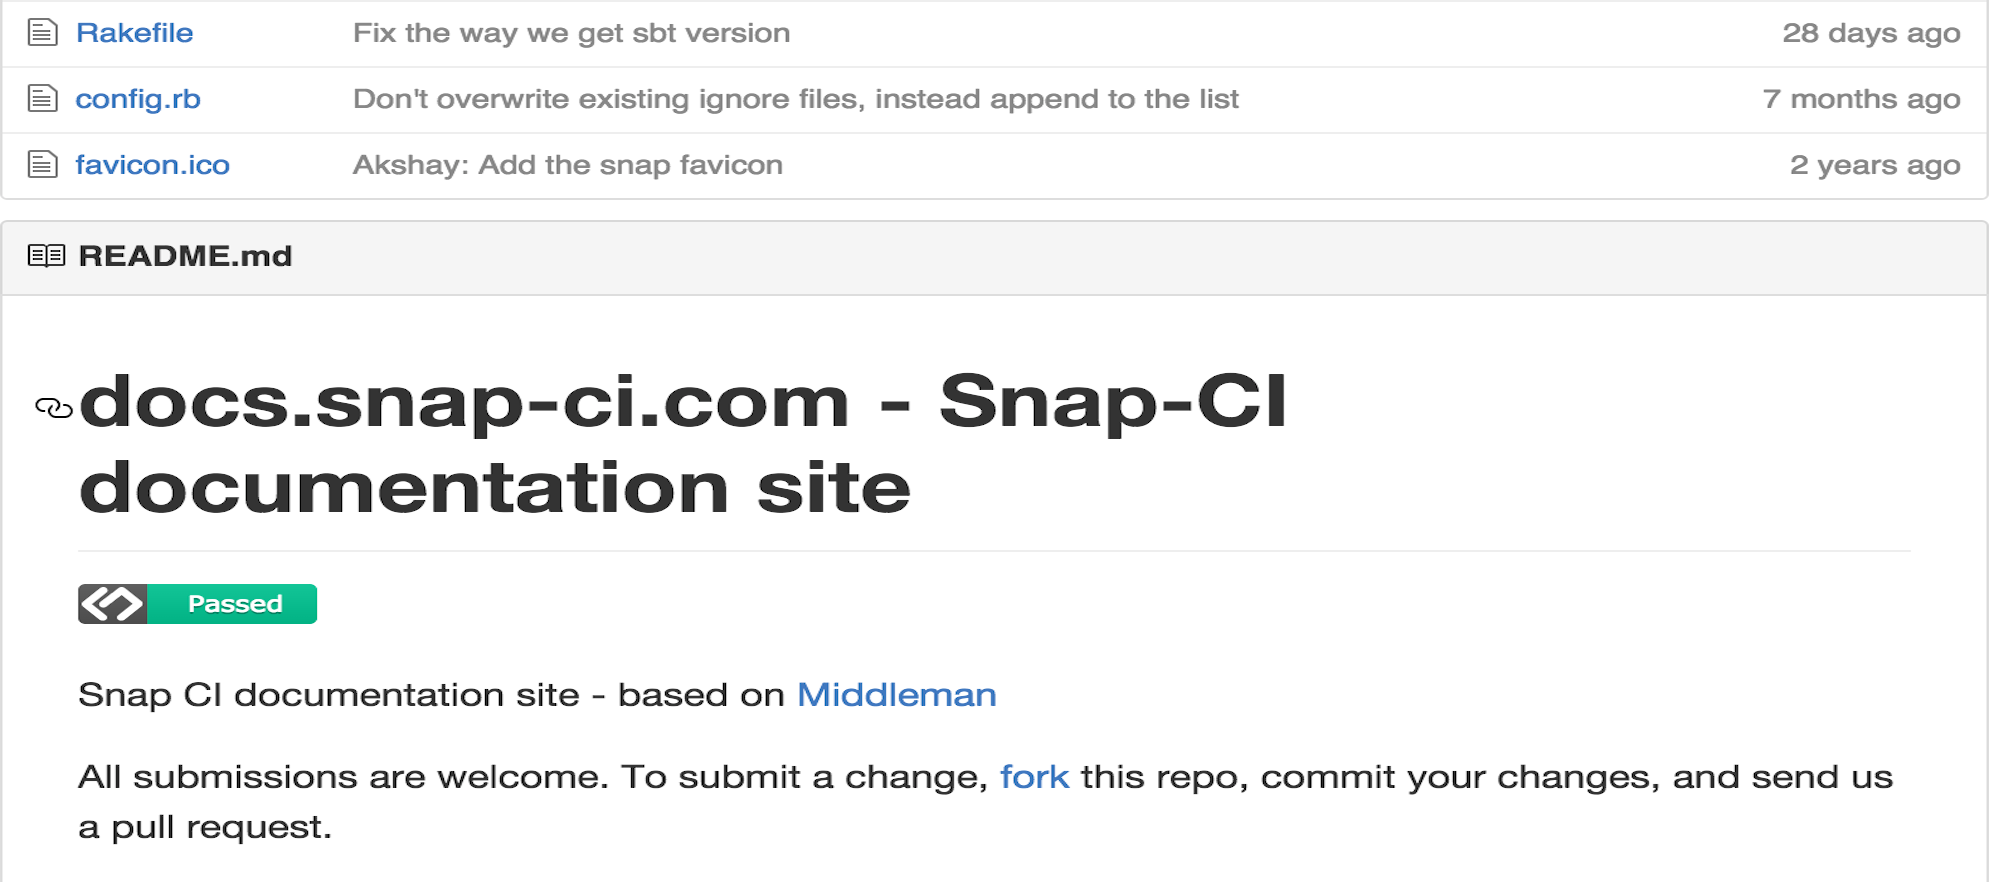 Rakefile Fix the way we get sbt version 28 days ago
config.rb Don't overwrite existing ignore files, instead append to the list 7 months ago
favicon.ico Akshay: Add the snap favicon 2 years ago
README.md
docs.snap-ci.com - Snap-CI
documentation site
Passed
Snap CI documentation site - based on Middleman
All submissions are welcome. To submit a change, fork this repo, commit your changes, and send us
a pull request.